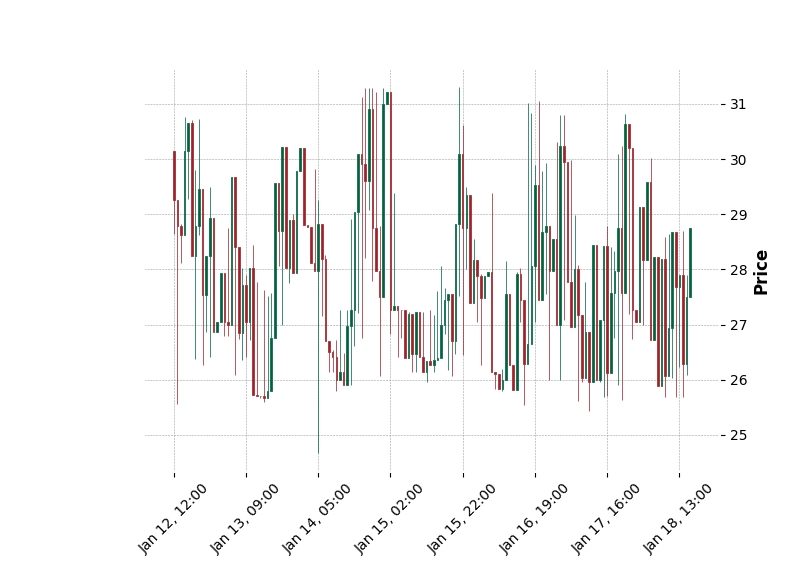 31
30
29
28
27
26
25
Price
Jan 12, 12:00
Jan 13, 09:00
Jan 14, 05:00
Jan 15, 02:00
Jan 15, 22:00
Jan 16, 19:00
Jan 17, 16:00
Jan 18, 13:00